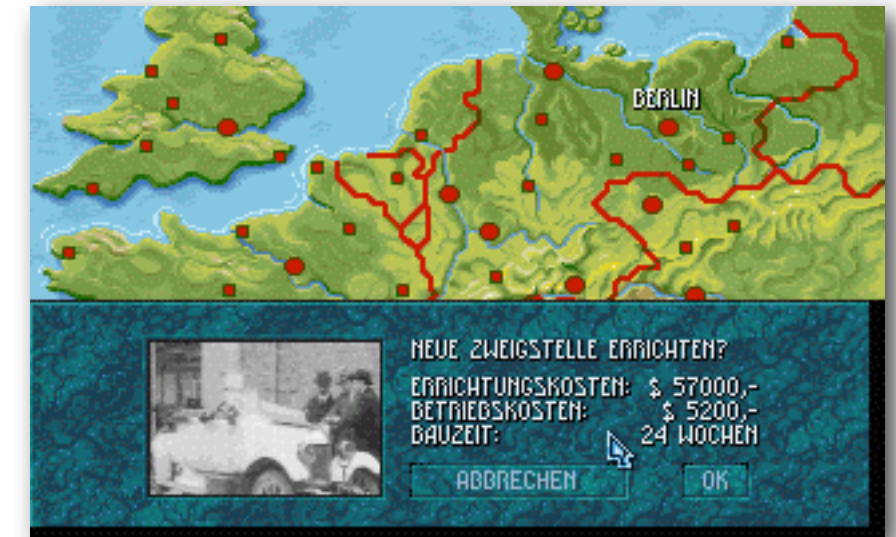 BERLIN
NEUE ZWEIGSTELLE ERRICHTEN?
ERRICHTUNGSKOSTEN: $ 57000,-
BETRIEBSKOSTEN: $ 5200,-
BAUZEIT: 24 WOCHEN
ABBRECHEN OK